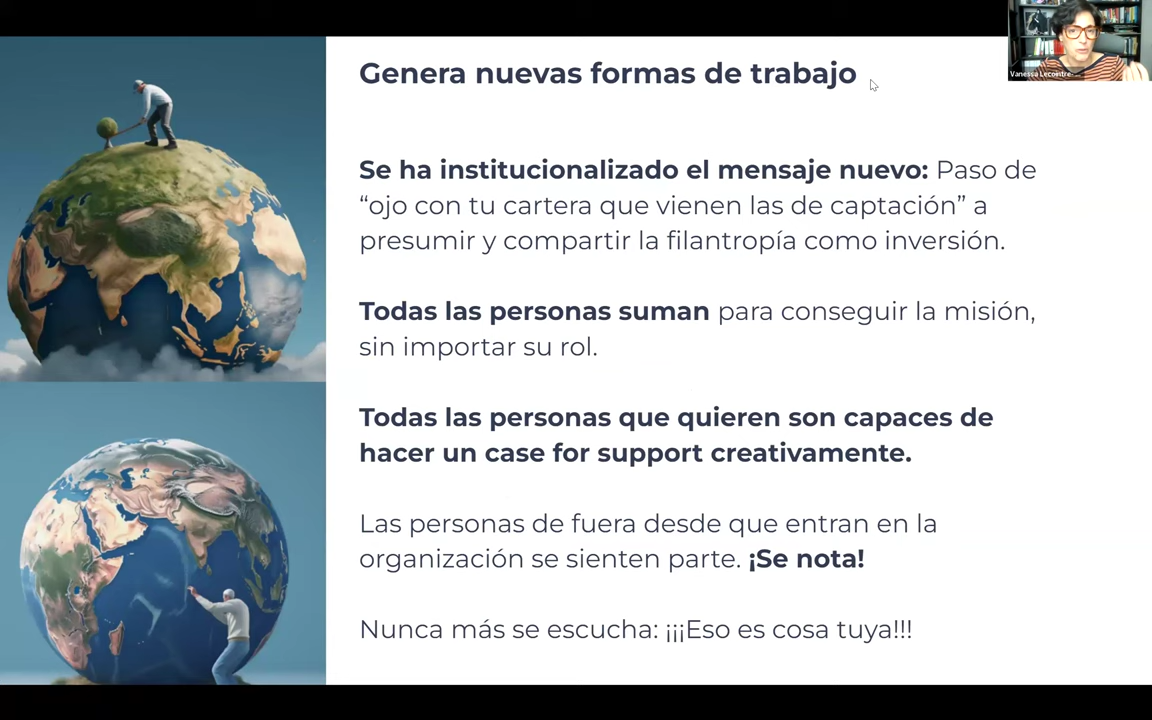 Genera nuevas formas de trabajo
Vanessa Lecointre
Se ha institucionalizado el mensaje nuevo: Paso de
“ojo con tu cartera que vienen las de captación” a
presumir y compartir la filantropía como inversión.
Todas las personas suman para conseguir la misión,
sin importar su rol.
Todas las personas que quieren son capaces de
hacer un case for support creativamente.
Las personas de fuera desde que entran en la
organización se sienten parte. ¡Se nota!
Nunca más se escucha: ¡¡¡Eso es cosa tuya!!!